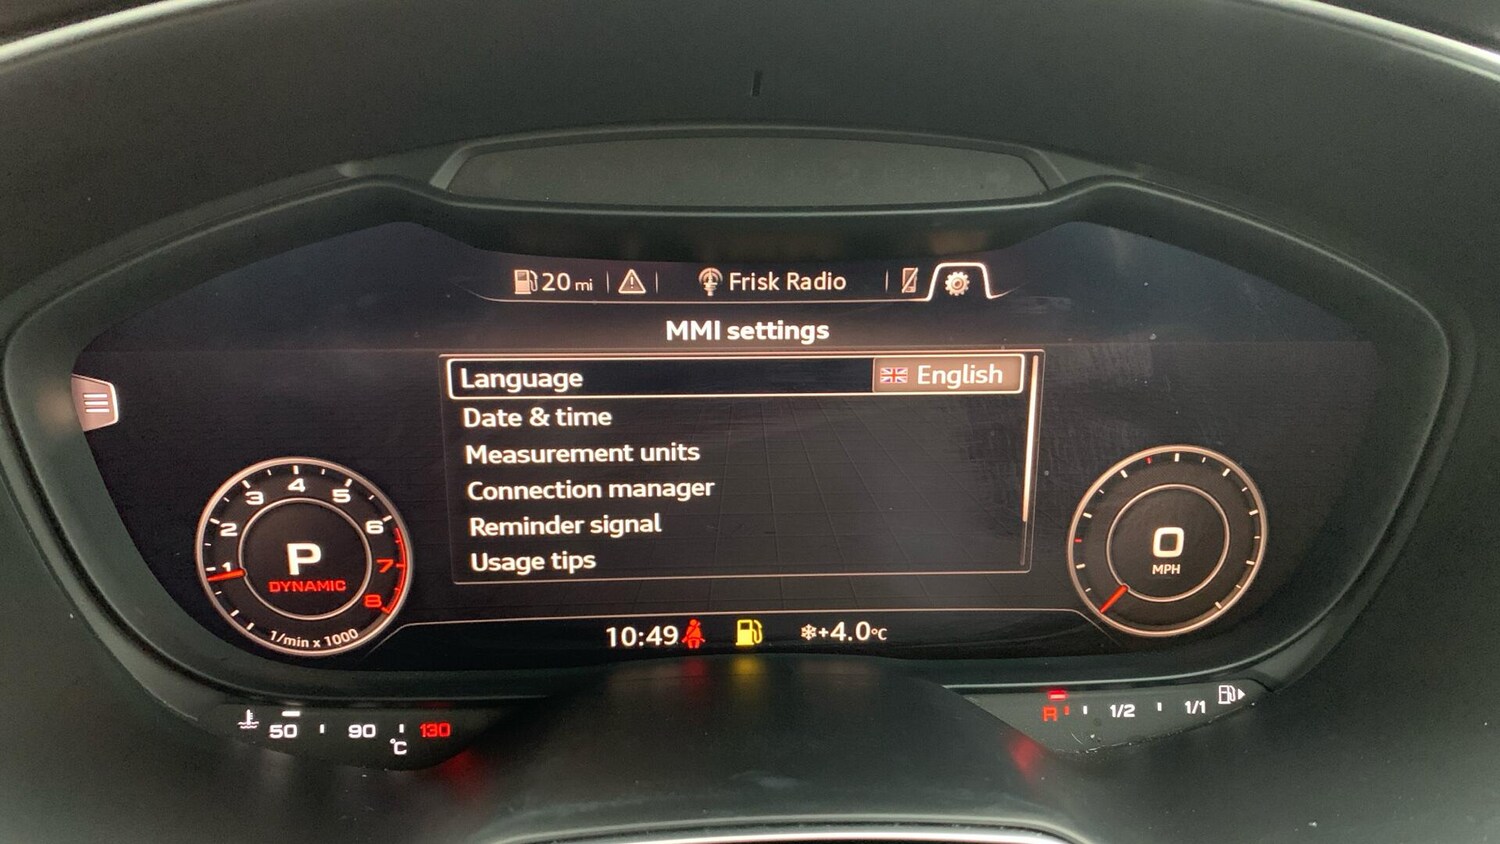 20 mi
Frisk Radio
MMI settings
Language English
Date & time
Measurement units
Connection manager
Reminder signal
Usage tips
1 2 3 4 5 6 7 8
P
DYNAMIC
1/min x 1000
0
MPH
10:49 +4.0°C
50 90 130
°C
R 1/2 1/1